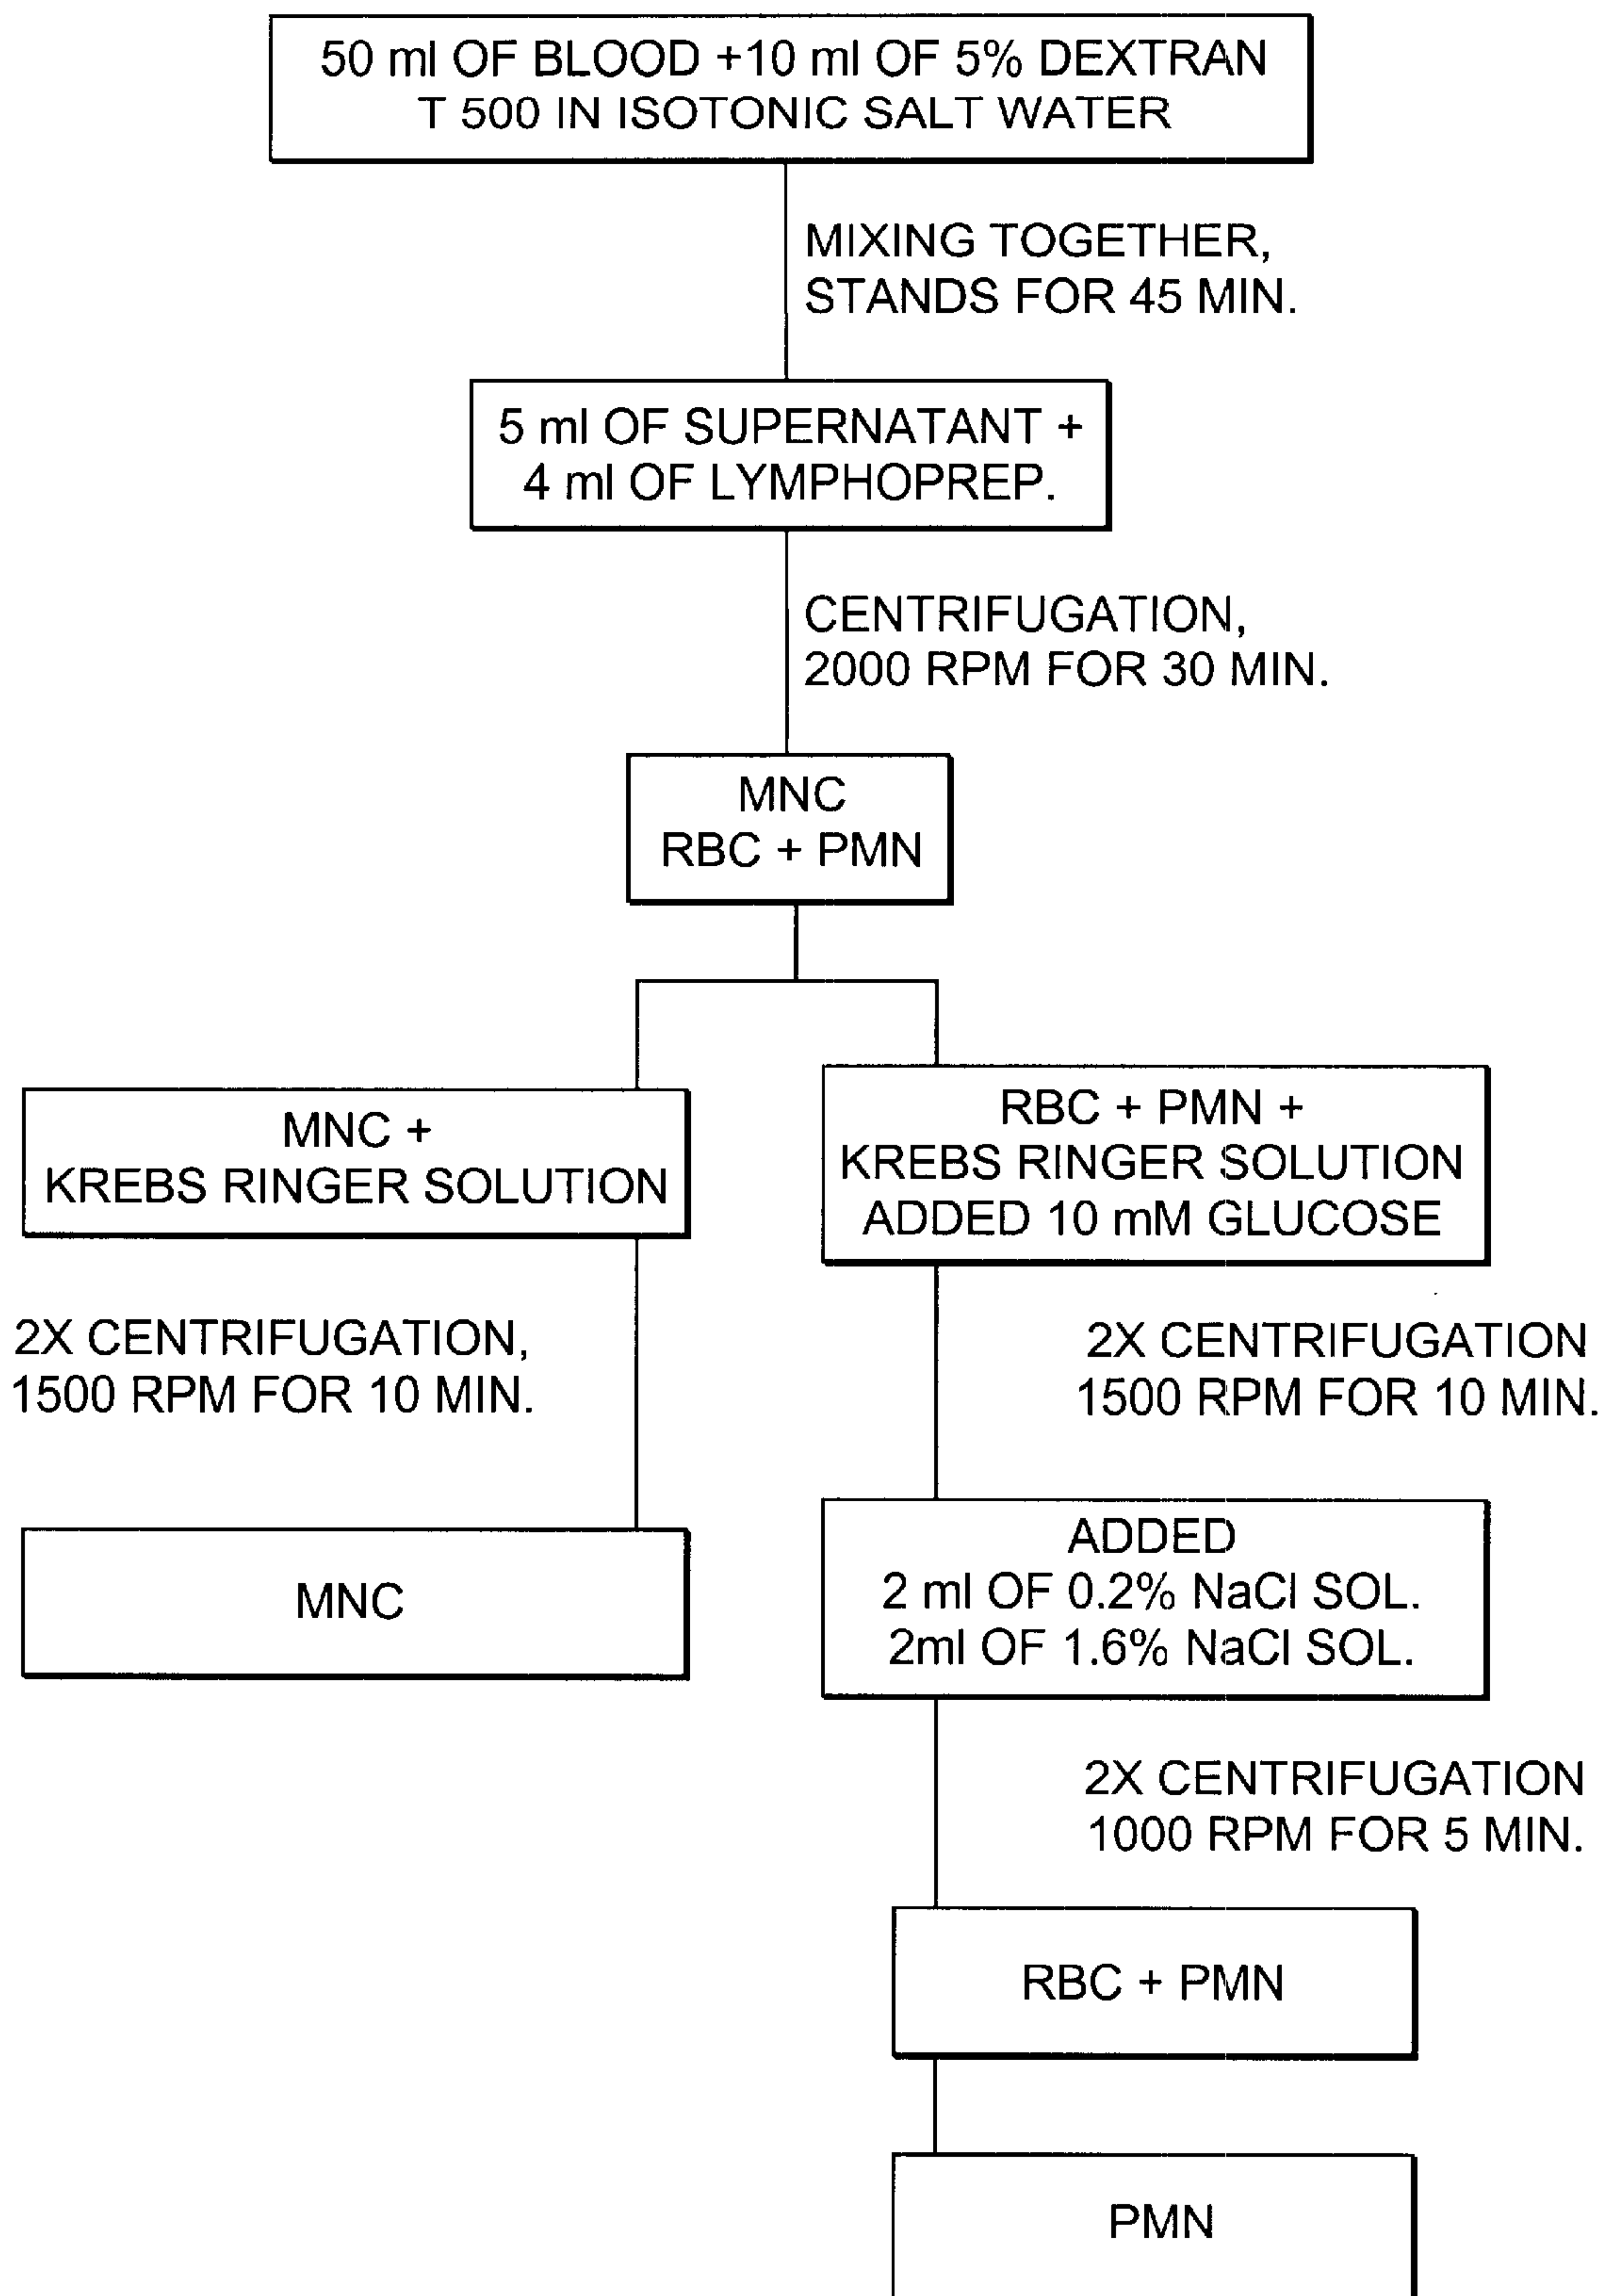 50 ml OF BLOOD +10 ml OF 5% DEXTRAN
T 500 IN ISOTONIC SALT WATER
MIXING TOGETHER,
STANDS FOR 45 MIN.
5 ml OF SUPERNATANT +
4 ml OF LYMPHOPREP.
CENTRIFUGATION,
2000 RPM FOR 30 MIN.
MNC
RBC + PMN
MNC +
KREBS RINGER SOLUTION
RBC + PMN +
KREBS RINGER SOLUTION
ADDED 10 mM GLUCOSE
2X CENTRIFUGATION,
1500 RPM FOR 10 MIN.
2X CENTRIFUGATION
1500 RPM FOR 10 MIN.
MNC
ADDED
2 ml OF 0.2% NaCl SOL.
2ml OF 1.6% NaCl SOL.
2X CENTRIFUGATION
1000 RPM FOR 5 MIN.
RBC + PMN
PMN